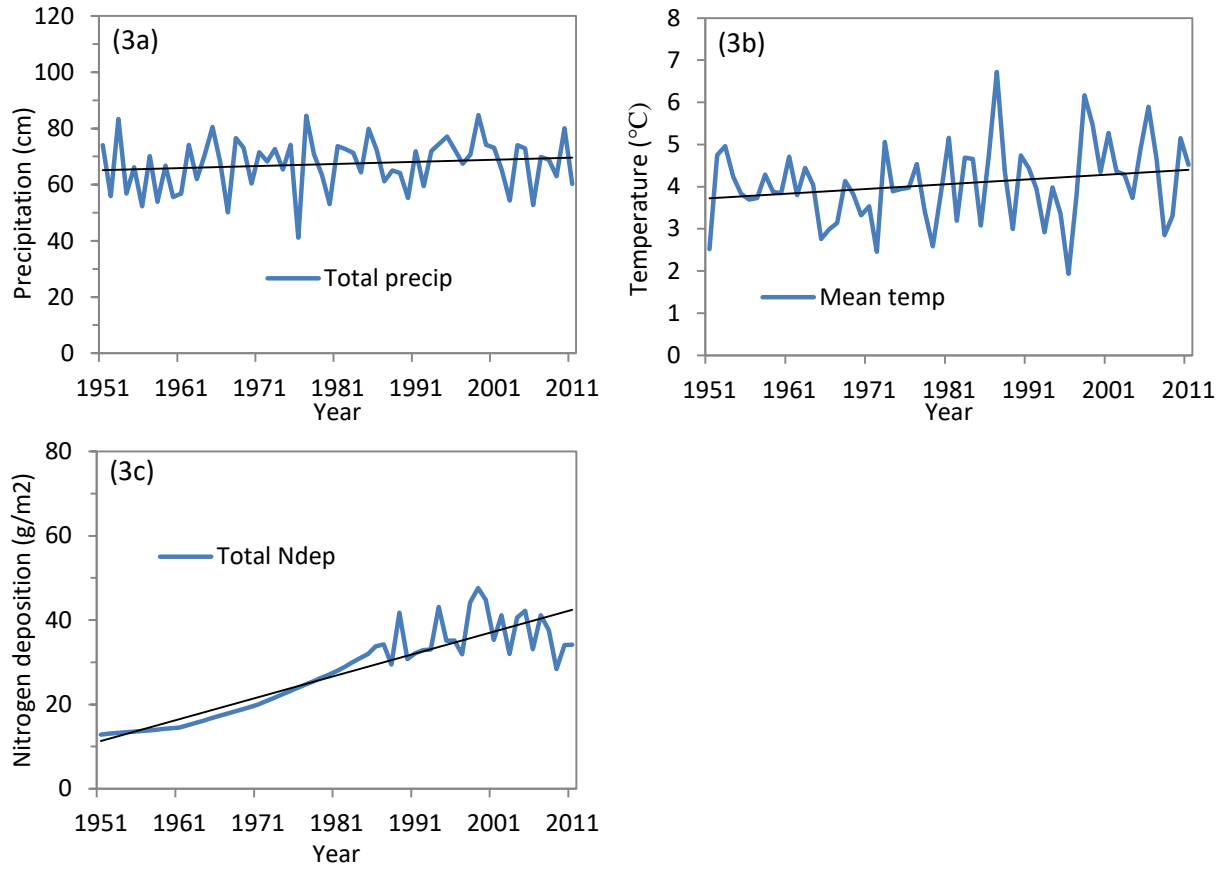 (3a)
Precipitation (cm)
120
100
80
60
40
20
0
Total precip
1951 1961 1971 1981 1991 2001 2011
Year
(3b)
Temperature (°C)
8
7
6
5
4
3
2
1
0
Mean temp
1951 1961 1971 1981 1991 2001 2011
Year
(3c)
Nitrogen deposition (g/m2)
80
60
40
20
0
Total Ndep
1951 1961 1971 1981 1991 2001 2011
Year